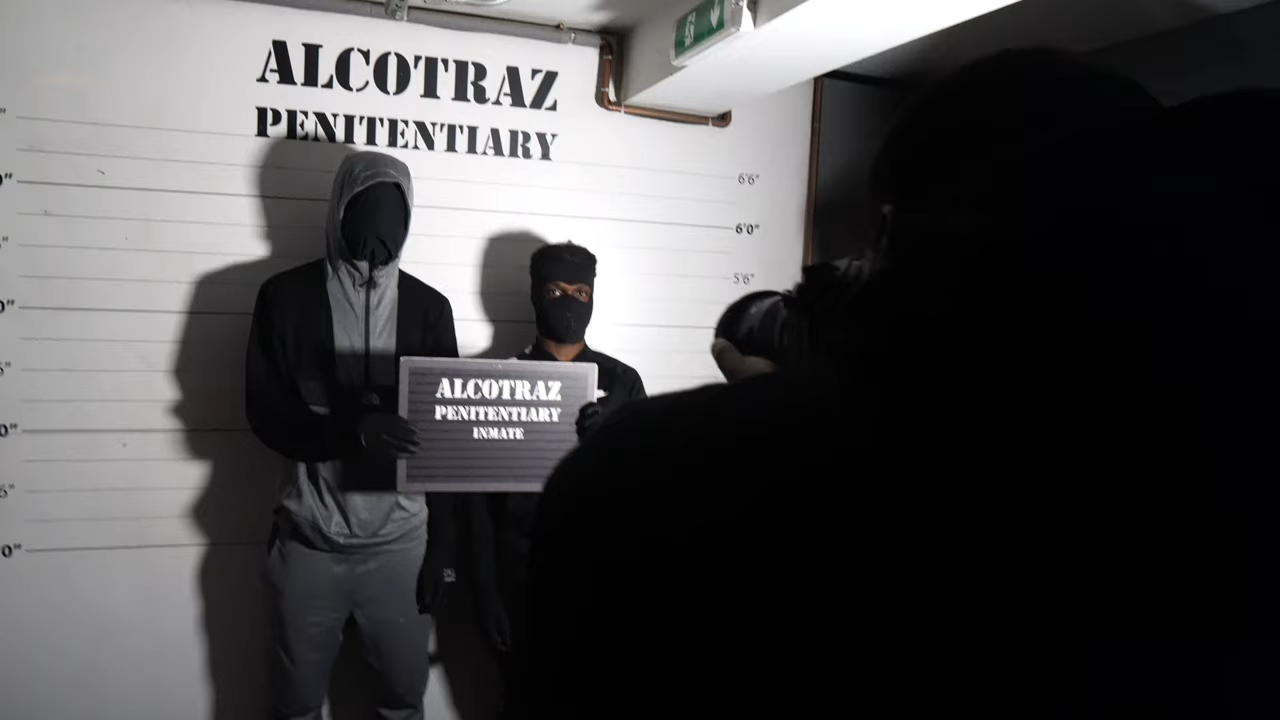 ALCOTRAZ
PENITENTIARY
6'6"
6'0"
5'6"
ALCOTRAZ
PENITENTIARY
INMATE